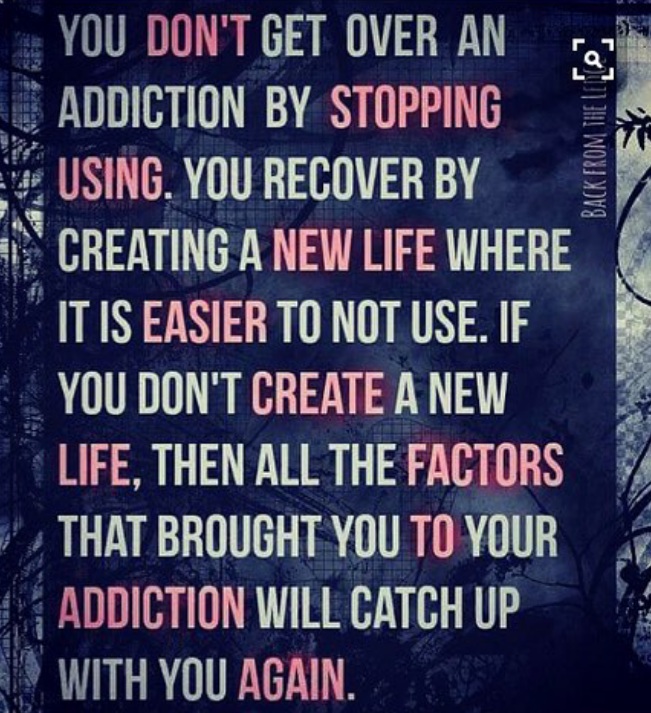 YOU DON'T GET OVER AN
ADDICTION BY STOPPING
USING. YOU RECOVER BY
CREATING A NEW LIFE WHERE
IT IS EASIER TO NOT USE. IF
YOU DON'T CREATE A NEW
LIFE, THEN ALL THE FACTORS
THAT BROUGHT YOU TO YOUR
ADDICTION WILL CATCH UP
WITH YOU AGAIN.
BACK FROM THE